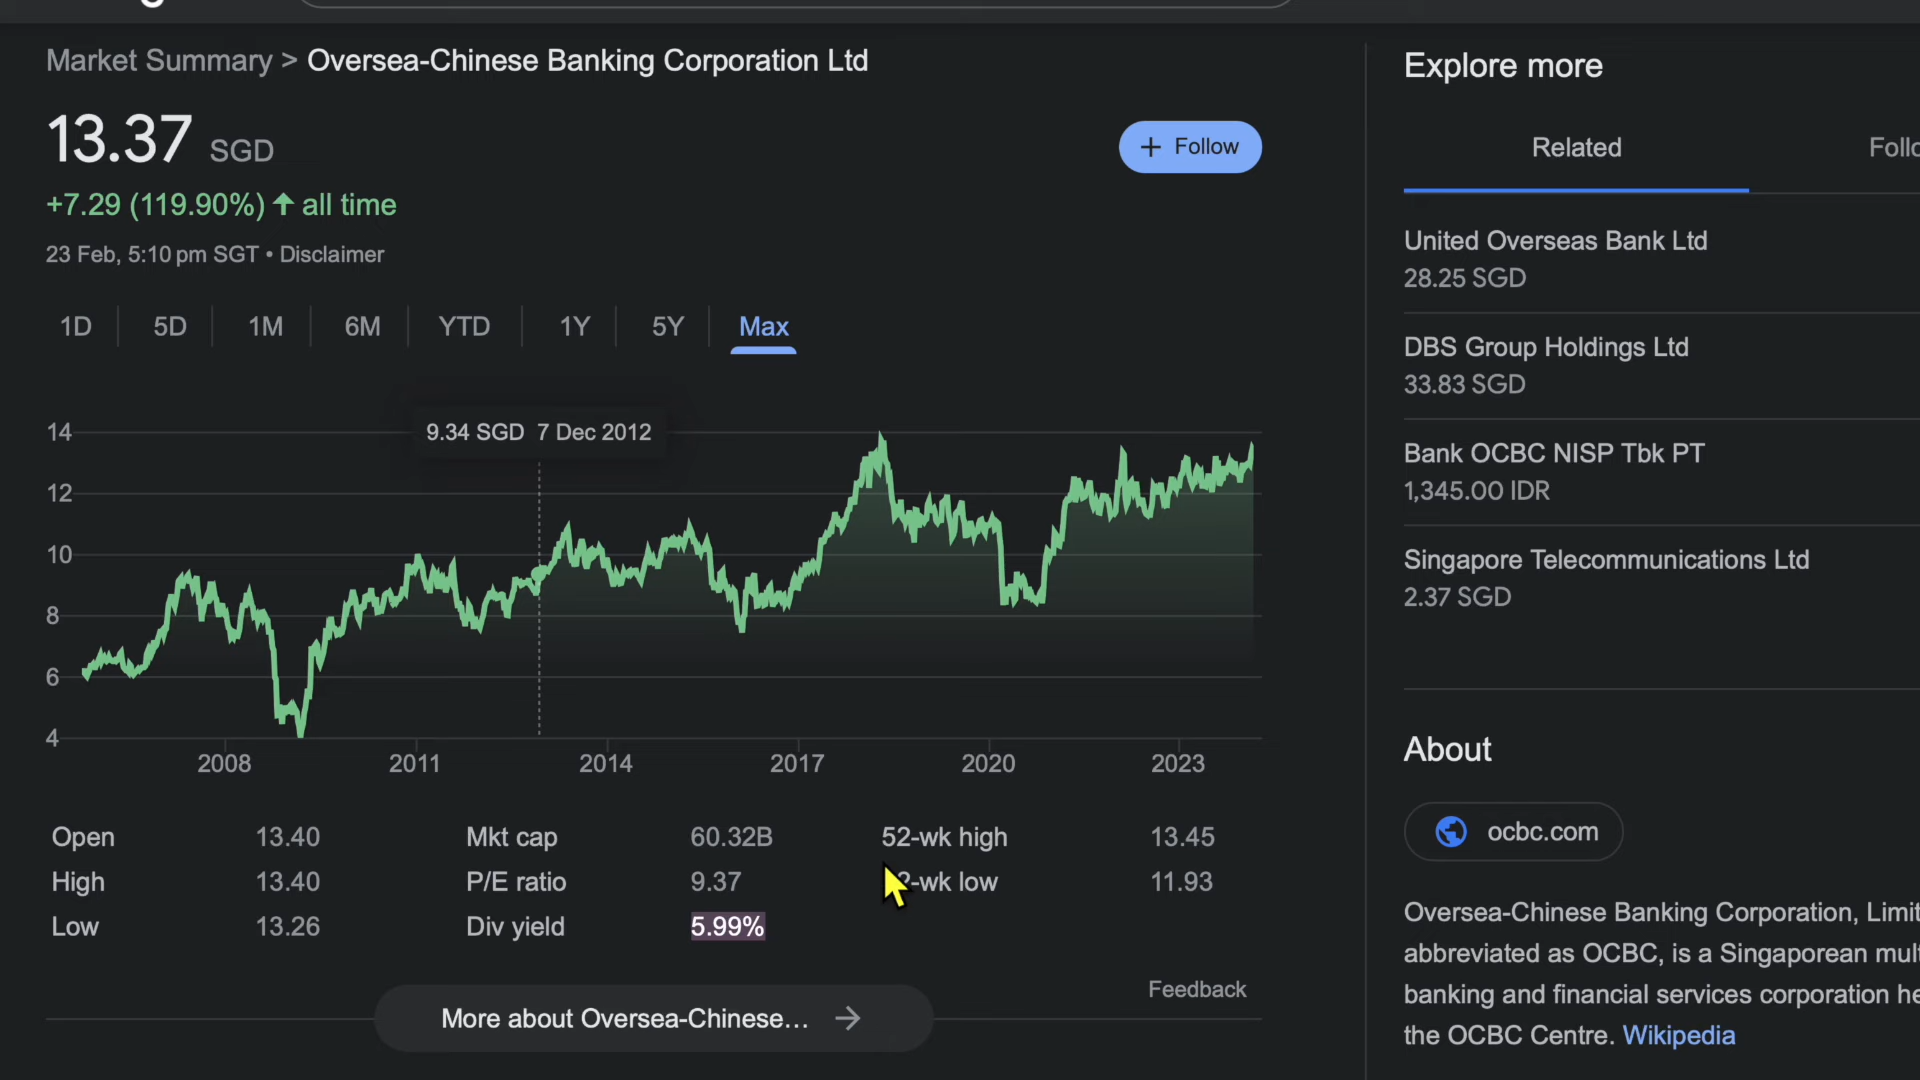 Market Summary > Oversea-Chinese Banking Corporation Ltd
13.37 SGD
+ Follow
+7.29 (119.90%) ↑ all time
23 Feb, 5:10 pm SGT • Disclaimer
1D 5D 1M 6M YTD 1Y 5Y Max
9.34 SGD 7 Dec 2012
14
12
10
8
6
4
2008 2011 2014 2017 2020 2023
Open 13.40 Mkt cap 60.32B 52-wk high 13.45
High 13.40 P/E ratio 9.37 2-wk low 11.93
Low 13.26 Div yield 5.99%
Feedback
More about Oversea-Chinese... →
Explore more
Related
United Overseas Bank Ltd
28.25 SGD
DBS Group Holdings Ltd
33.83 SGD
Bank OCBC NISP Tbk PT
1,345.00 IDR
Singapore Telecommunications Ltd
2.37 SGD
About
ocbc.com
Oversea-Chinese Banking Corporation, Limit
abbreviated as OCBC, is a Singaporean mul
banking and financial services corporation he
the OCBC Centre. Wikipedia